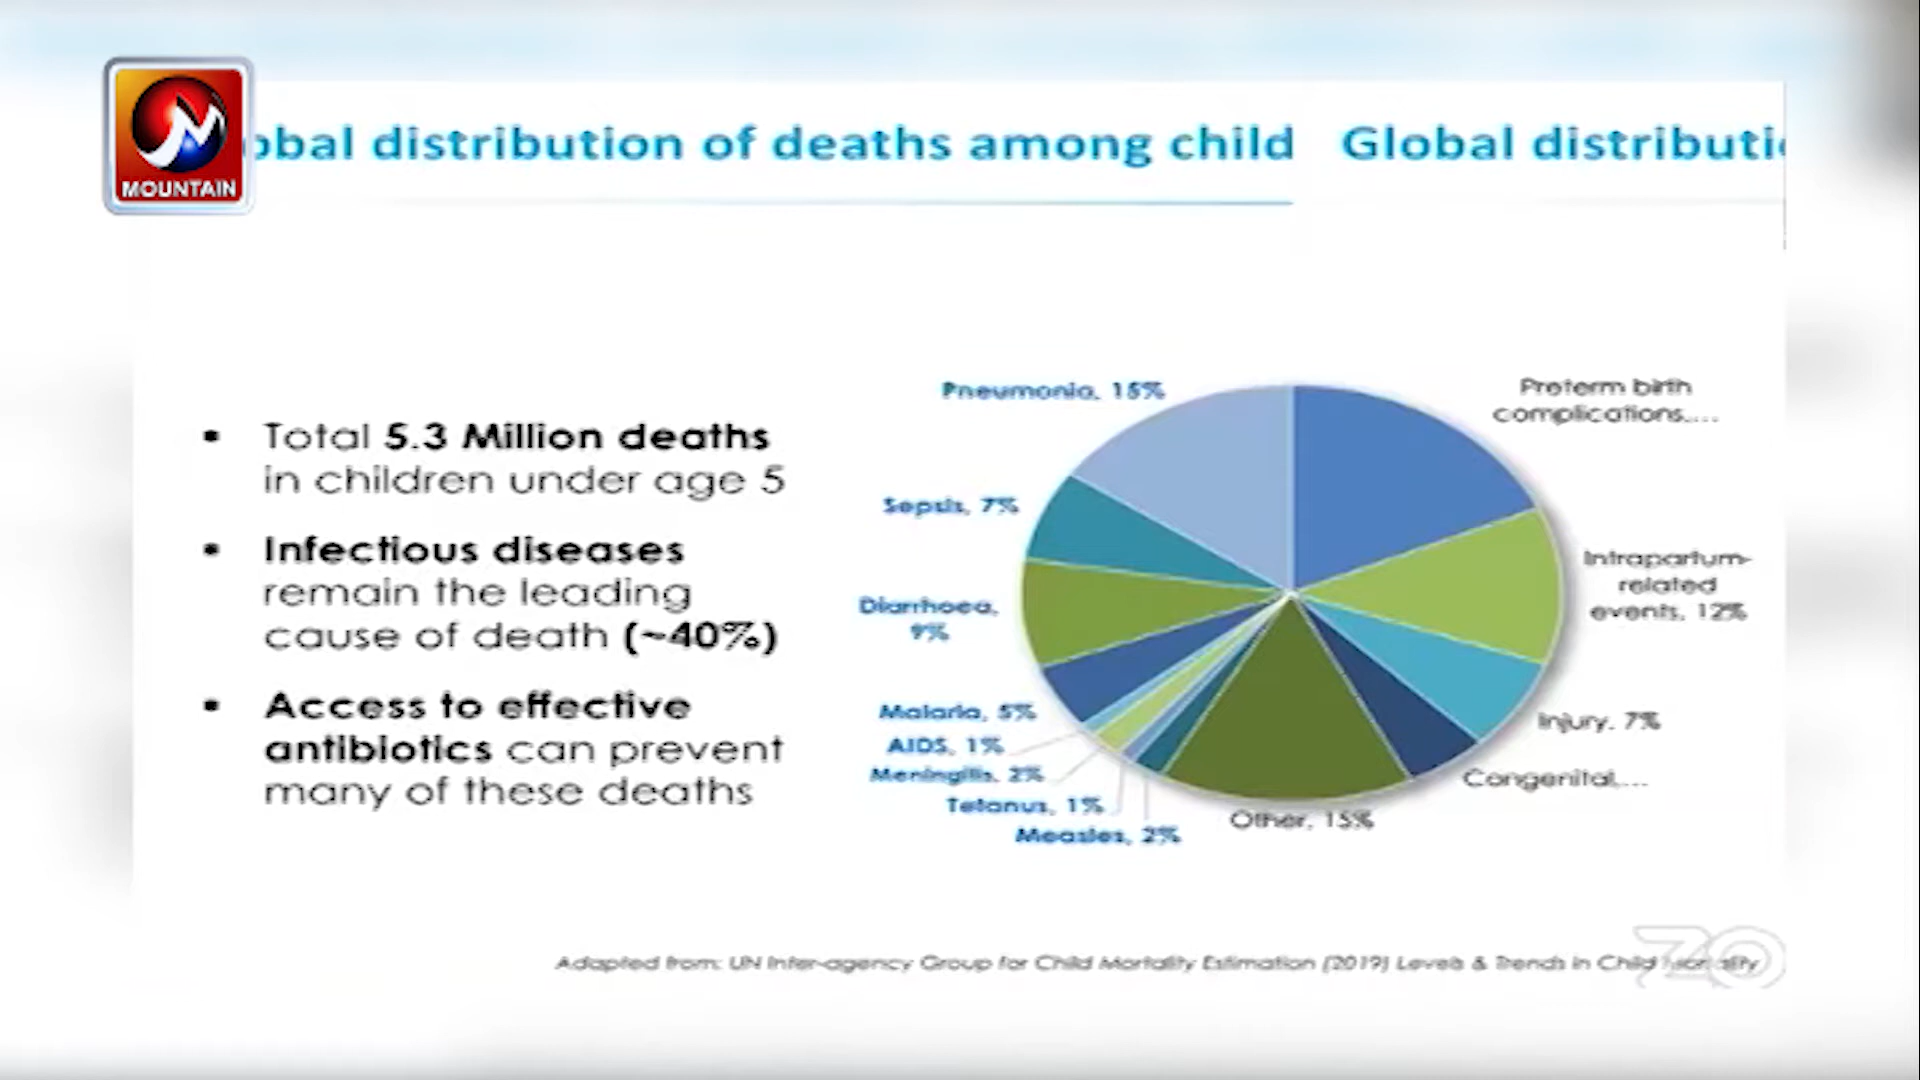 MOUNTAIN
obal distribution of deaths among child
Global distributi
▪ Total 5.3 Million deaths
in children under age 5
▪ Infectious diseases
remain the leading
cause of death (~40%)
▪ Access to effective
antibiotics can prevent
many of these deaths
Pneumonia, 15%
Preterm birth
complications,...
Sepsis, 7%
Intrapartum-
related
events, 12%
Diarrhoea,
9%
Malaria, 5%
Injury, 7%
AIDS, 1%
Meningitis, 2%
Congenital,...
Tetanus, 1%
Other, 15%
Measles, 2%
Adapted from: UN Inter-agency Group for Child Mortality Estimation (2019) Levels & Trends in Child Mortality